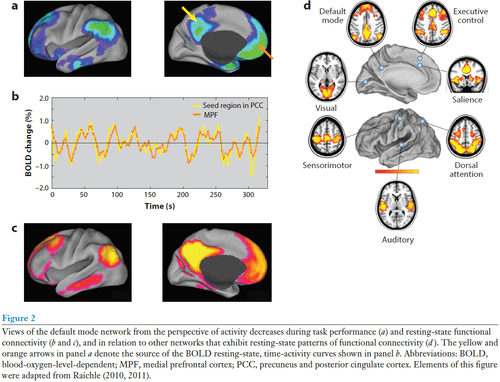 a
b
2.0
1.0
0
−1.0
−2.0
BOLD change (%)
Seed region in PCC
MPF
0
50
100
150
200
250
300
Time (s)
c
d
Default
mode
Executive
control
Visual
Salience
Sensorimotor
Dorsal
attention
Auditory
Figure 2
Views of the default mode network from the perspective of activity decreases during task performance (a) and resting-state functional
connectivity (b and c), and in relation to other networks that exhibit resting-state patterns of functional connectivity (d). The yellow and
orange arrows in panel a denote the source of the BOLD resting-state, time-activity curves shown in panel b. Abbreviations: BOLD,
blood-oxygen-level-dependent; MPF, medial prefrontal cortex; PCC, precuneus and posterior cingulate cortex. Elements of this figure
were adapted from Raichle (2010, 2011).